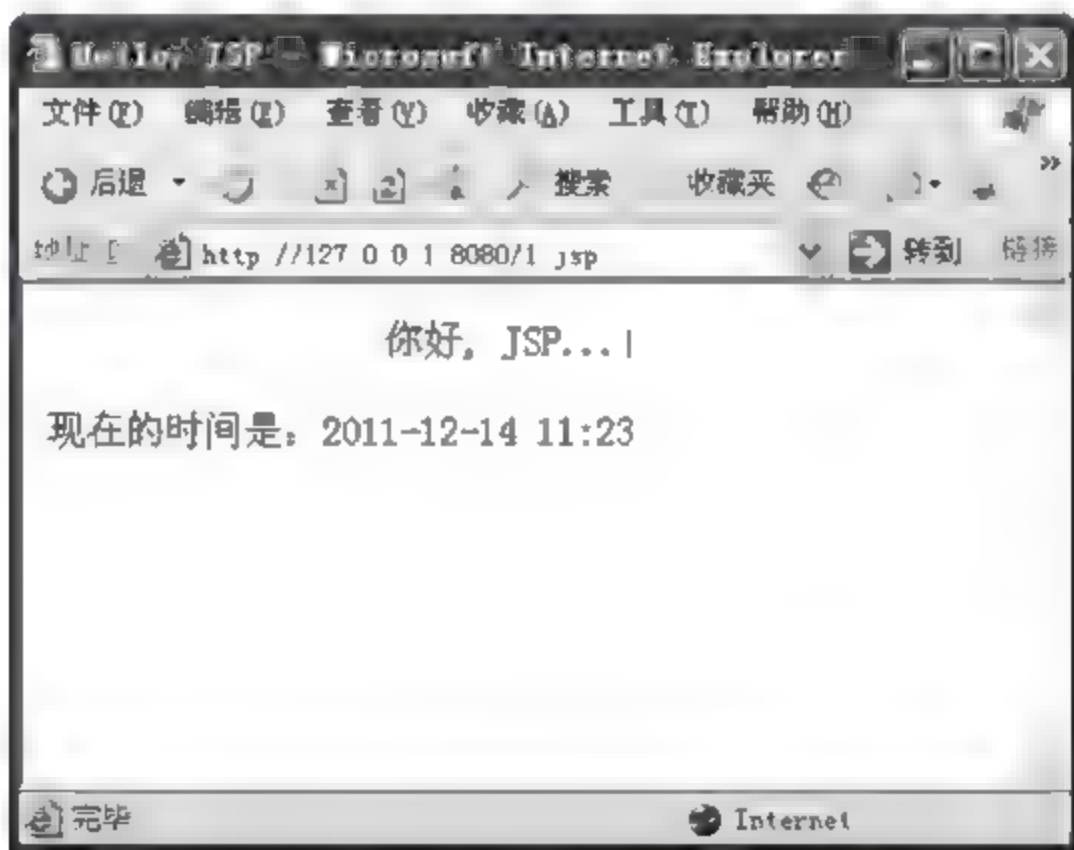 Hello, JSP - Microsoft Internet Explorer
文件(F) 编辑(E) 查看(V) 收藏(A) 工具(T) 帮助(H)
后退 搜索 收藏夹 »
http //127 0 0 1 8080/1 jsp 转到 链接
你好，JSP...
现在的时间是：2011-12-14 11:23
完毕 Internet